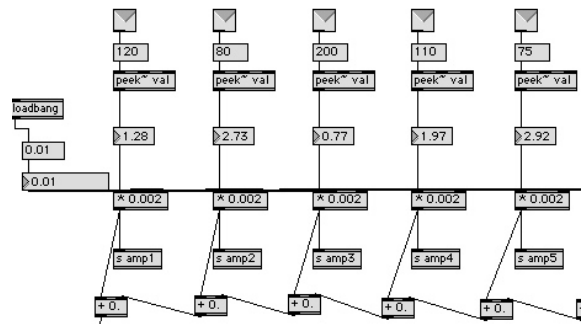 120 80 200 110 75
peek~ val peek~ val peek~ val peek~ val peek~ val
loadbang
1.28 2.73 0.77 1.97 2.92
0.01
0.01
* 0.002 * 0.002 * 0.002 * 0.002 * 0.002
s amp1 s amp2 s amp3 s amp4 s amp5
+ 0. + 0. + 0. + 0. + 0. + 0.